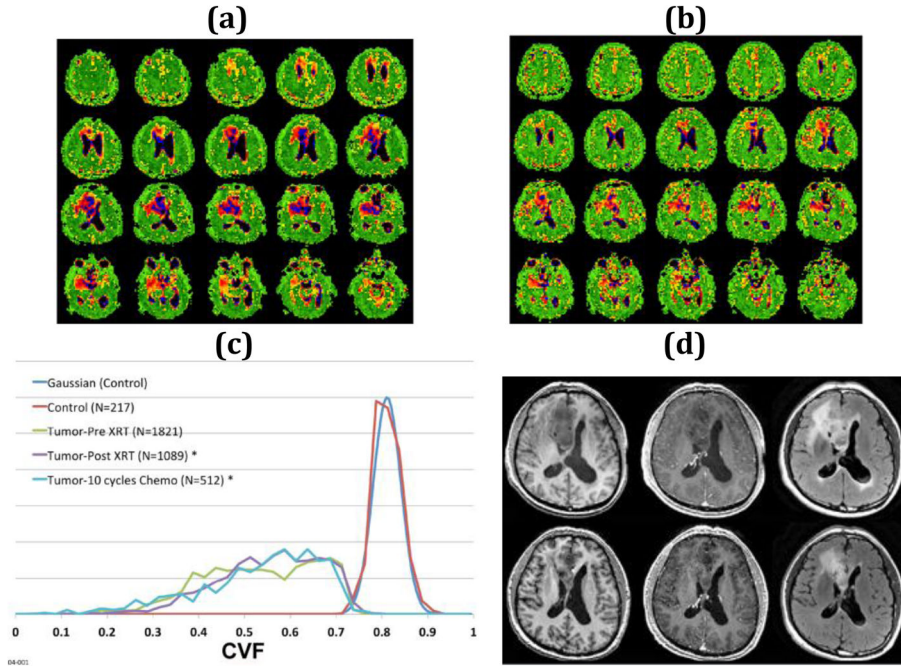 (a)
(b)
(c)
(d)
Gaussian (Control)
Control (N=217)
Tumor-Pre XRT (N=1821)
Tumor-Post XRT (N=1089) *
Tumor-10 cycles Chemo (N=512) *
0 0.1 0.2 0.3 0.4 0.5 0.6 0.7 0.8 0.9 1
CVF
04-001